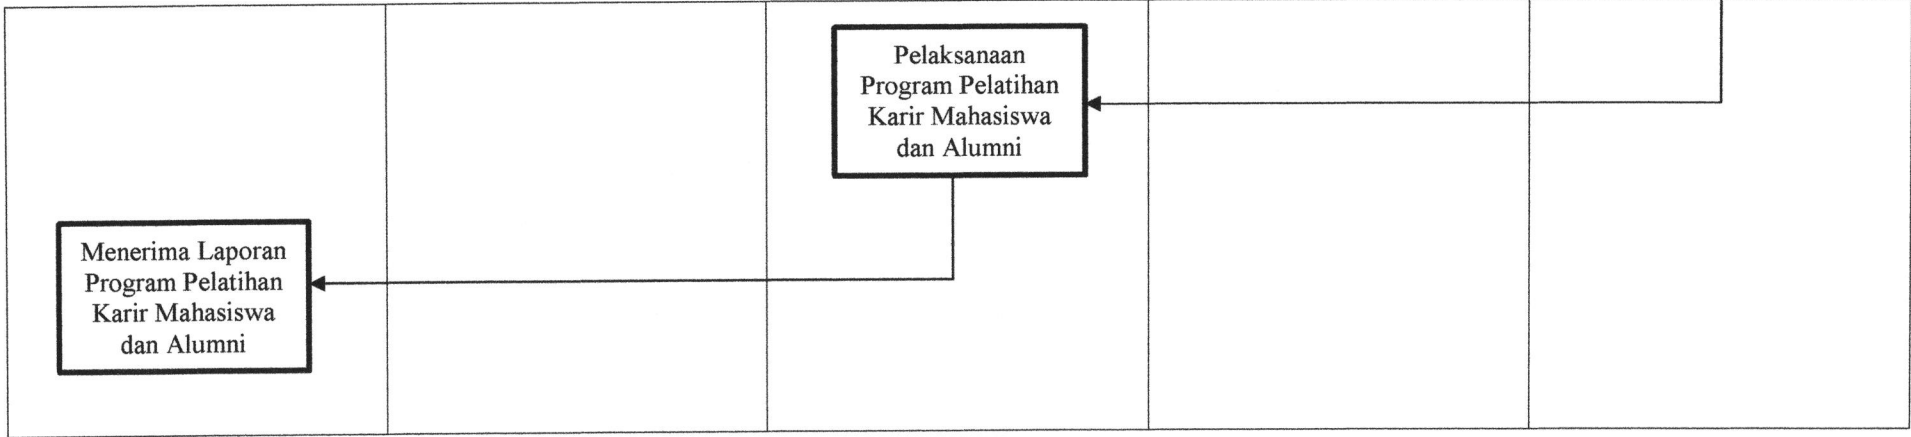 Pelaksanaan
Program Pelatihan
Karir Mahasiswa
dan Alumni
Menerima Laporan
Program Pelatihan
Karir Mahasiswa
dan Alumni